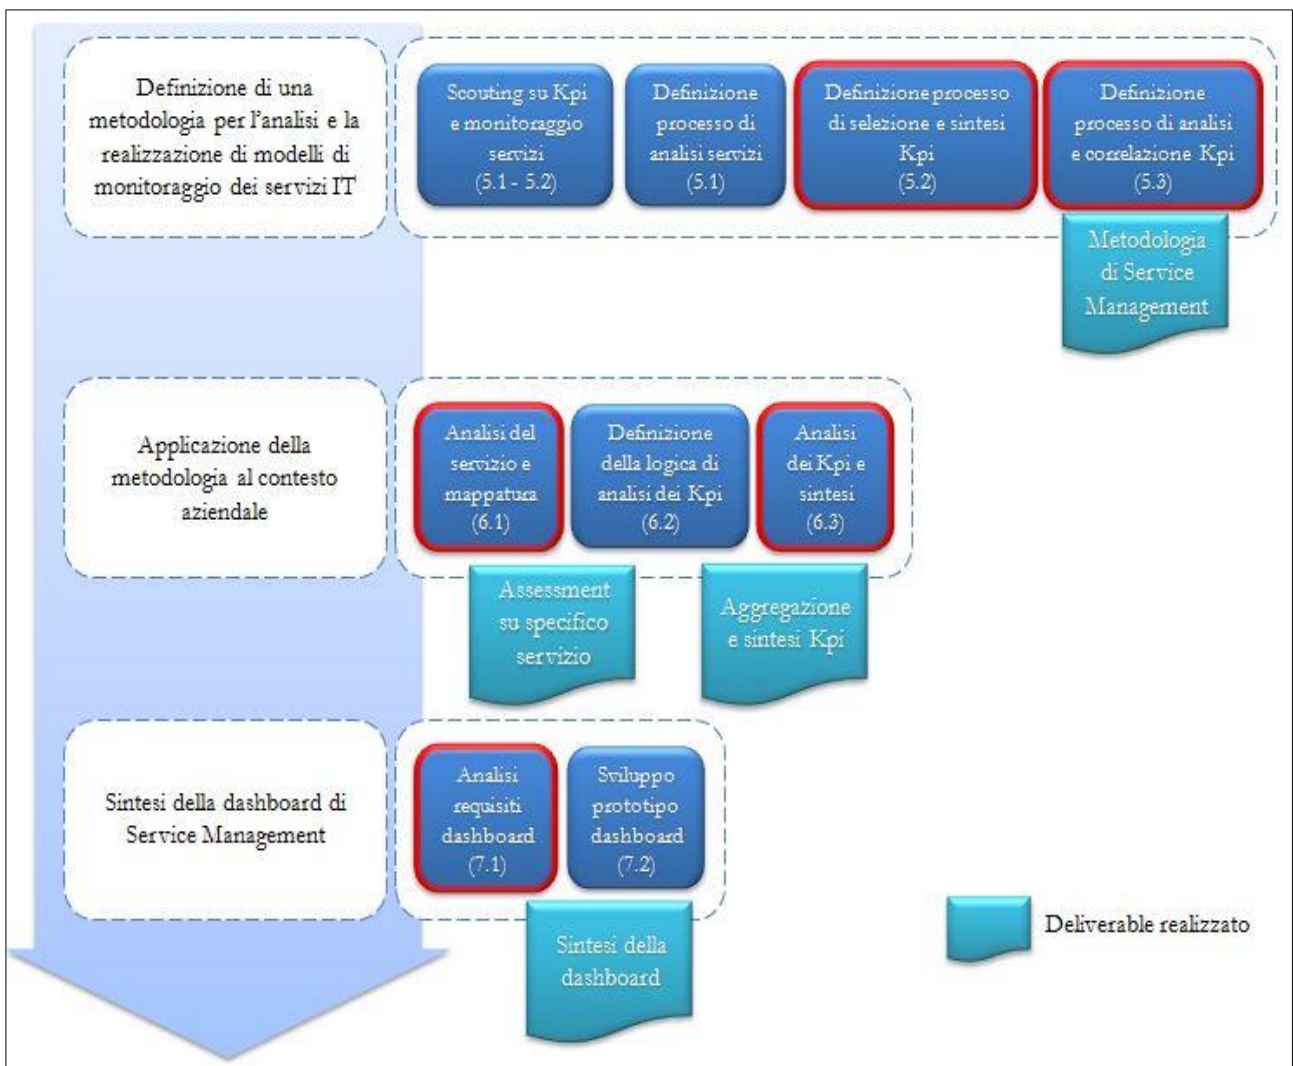 Definizione di una
metodologia per l'analisi e la
realizzazione di modelli di
monitoraggio dei servizi IT
Scouting su Kpi
e monitoraggio
servizi
(5.1 - 5.2)
Definizione
processo di
analisi servizi
(5.1)
Definizione processo
di selezione e sintesi
Kpi
(5.2)
Definizione
processo di analisi
e correlazione Kpi
(5.3)
Metodologia
di Service
Management
Applicazione della
metodologia al contesto
aziendale
Analisi del
servizio e
mappatura
(6.1)
Definizione
della logica di
analisi dei Kpi
(6.2)
Analisi
dei Kpi e
sintesi
(6.3)
Assessment
su specifico
servizio
Aggregazione
e sintesi Kpi
Sintesi della dashboard di
Service Management
Analisi
requisiti
dashboard
(7.1)
Sviluppo
prototipo
dashboard
(7.2)
Sintesi della
dashboard
Deliverable realizzato